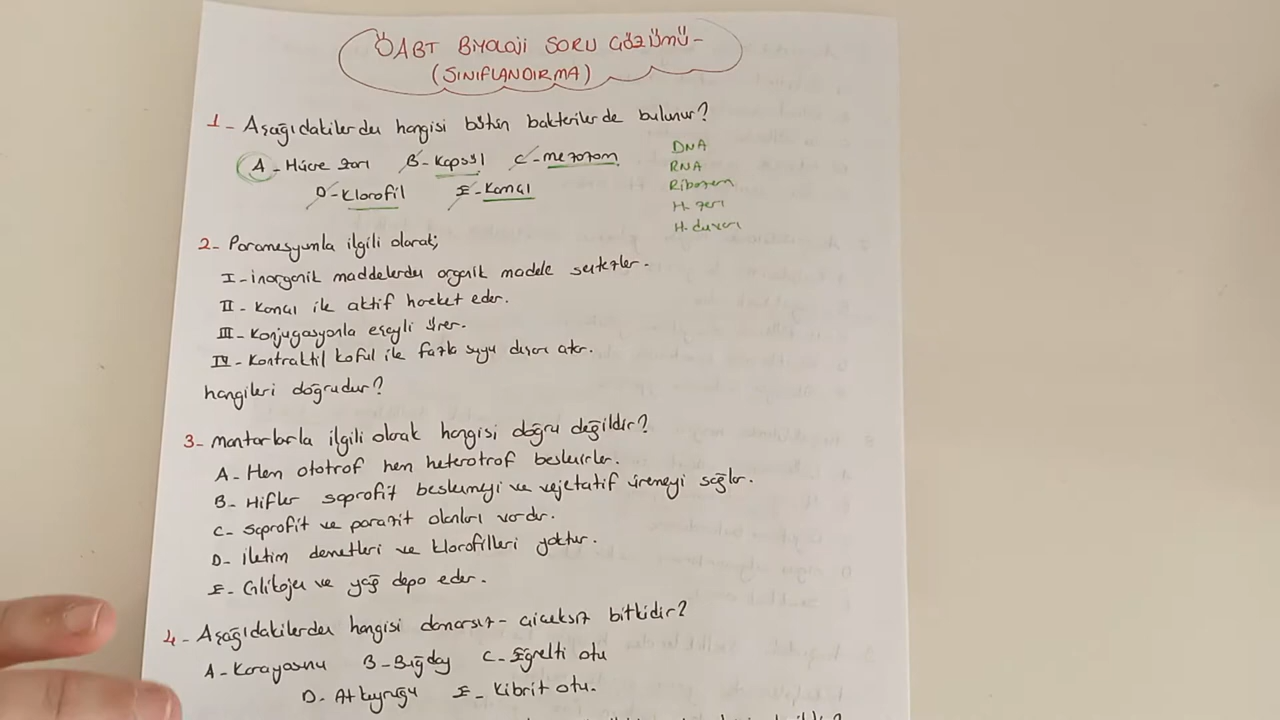 ÖABT BİYOLOJİ SORU ÇÖZÜMÜ-
(SINIFLANDIRMA)
1- Aşağıdakilerden hangisi bütün bakterilerde bulunur?
A- Hücre zarı B- Kapsül C- mezozom
D- Klorofil E- Kamçı
DNA
RNA
Ribozom
H. zarı
H. duvarı
2- Paramesyumla ilgili olarak;
I- inorganik maddelerden organik madde sentezler.
II- Kamçı ile aktif hareket eder.
III- Konjugasyonla eşeyli ürer.
IV- Kontraktil koful ile fazla suyu dışarı atar.
hangileri doğrudur?
3- mantarlarla ilgili olarak hangisi doğru değildir?
A- Hem ototrof hem heterotrof beslenirler.
B- Hifler saprofit beslenmeyi ve vejetatif üremeyi sağlar.
C- saprofit ve parazit olanları vardır.
D- iletim demetleri ve klorofilleri yoktur.
E- Glikojen ve yağ depo eder.
4- Aşağıdakilerden hangisi damarsız- çiçeksiz bitkidir?
A- Karayosunu B- Buğday C- Eğrelti otu
D- At kuyruğu E- Kibrit otu.